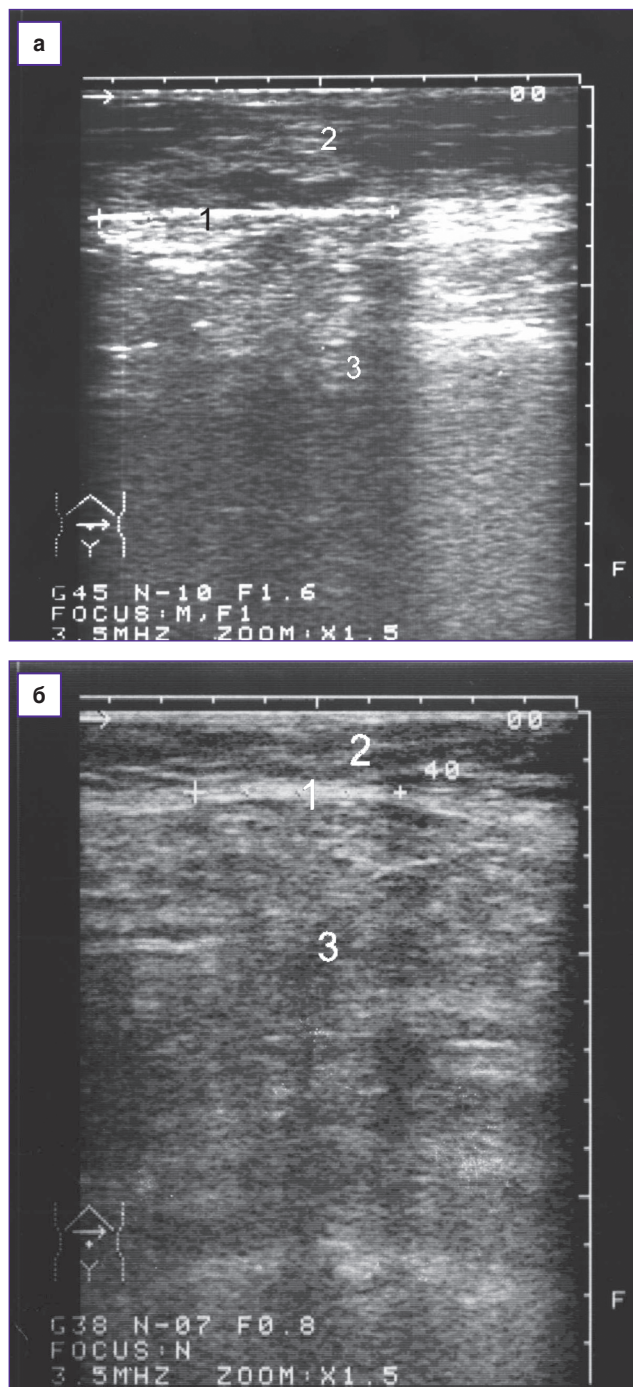 а
00
2
1
3
F
G45 N-10 F1.6
FOCUS:M,F1
3.5MHZ ZOOM:X1.5
б
00
2
40
1
3
F
G38 N-07 F0.8
FOCUS:N
3.5MHZ ZOOM:X1.5